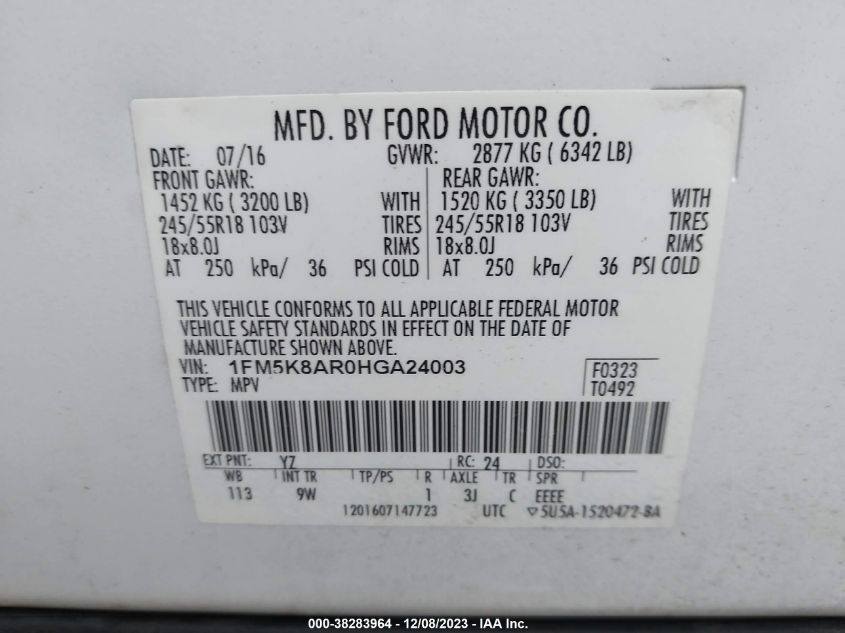 MFD. BY FORD MOTOR CO.
DATE: 07/16 GVWR: 2877 KG ( 6342 LB)
FRONT GAWR: REAR GAWR:
1452 KG ( 3200 LB) WITH 1520 KG ( 3350 LB) WITH
245/55R18 103V TIRES 245/55R18 103V TIRES
18x8.0J RIMS 18x8.0J RIMS
AT 250 kPa/ 36 PSI COLD AT 250 kPa/ 36 PSI COLD
THIS VEHICLE CONFORMS TO ALL APPLICABLE FEDERAL MOTOR
VEHICLE SAFETY STANDARDS IN EFFECT ON THE DATE OF
MANUFACTURE SHOWN ABOVE.
VIN: 1FM5K8AR0HGA24003 F0323
TYPE: MPV T0492
EXT PNT: Y7 RC: 24 DSO:
WB INT TR TP/PS R AXLE TR SPR
113 9W 1 3J C EEEE
1201607147723 UTC ▽5U5A-1520472-BA
000-38283964 - 12/08/2023 - IAA Inc.